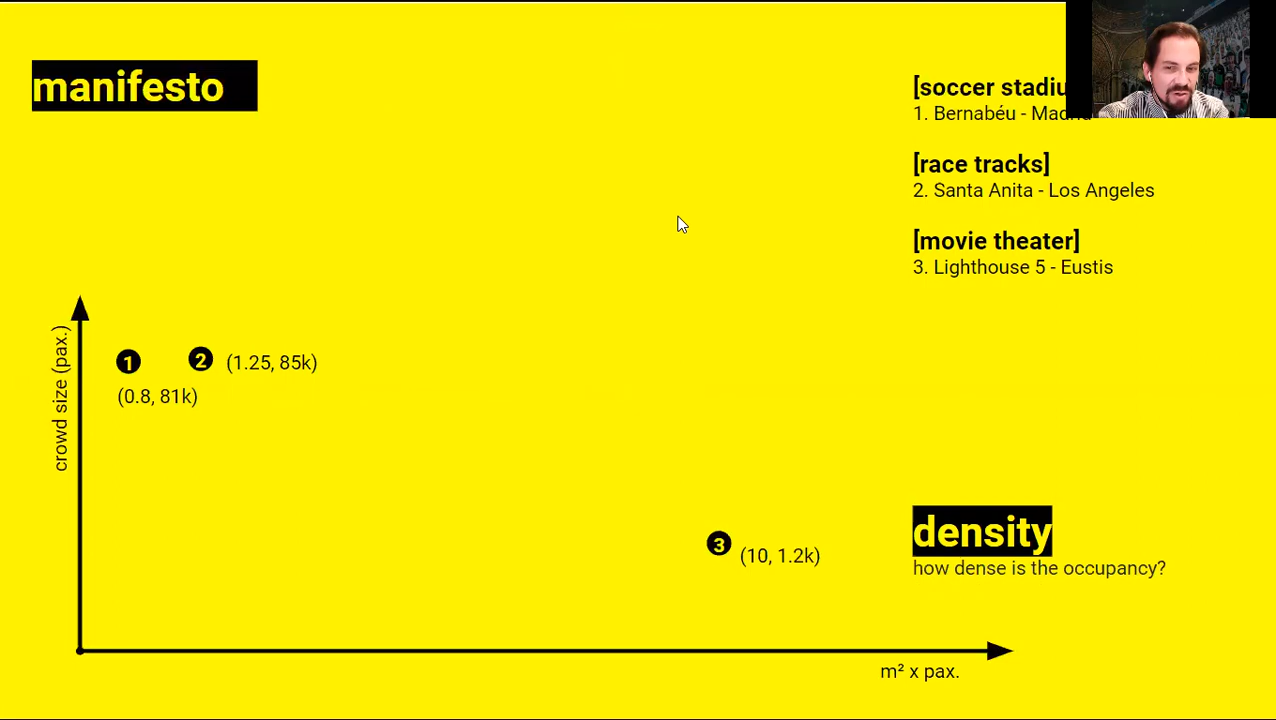 manifesto
[soccer
1. Bernabéu - Madrid
[race tracks]
2. Santa Anita - Los Angeles
[movie theater]
3. Lighthouse 5 - Eustis
crowd size (pax.)
1
2
(1.25, 85k)
(0.8, 81k)
3
(10, 1.2k)
density
how dense is the occupancy?
m² x pax.